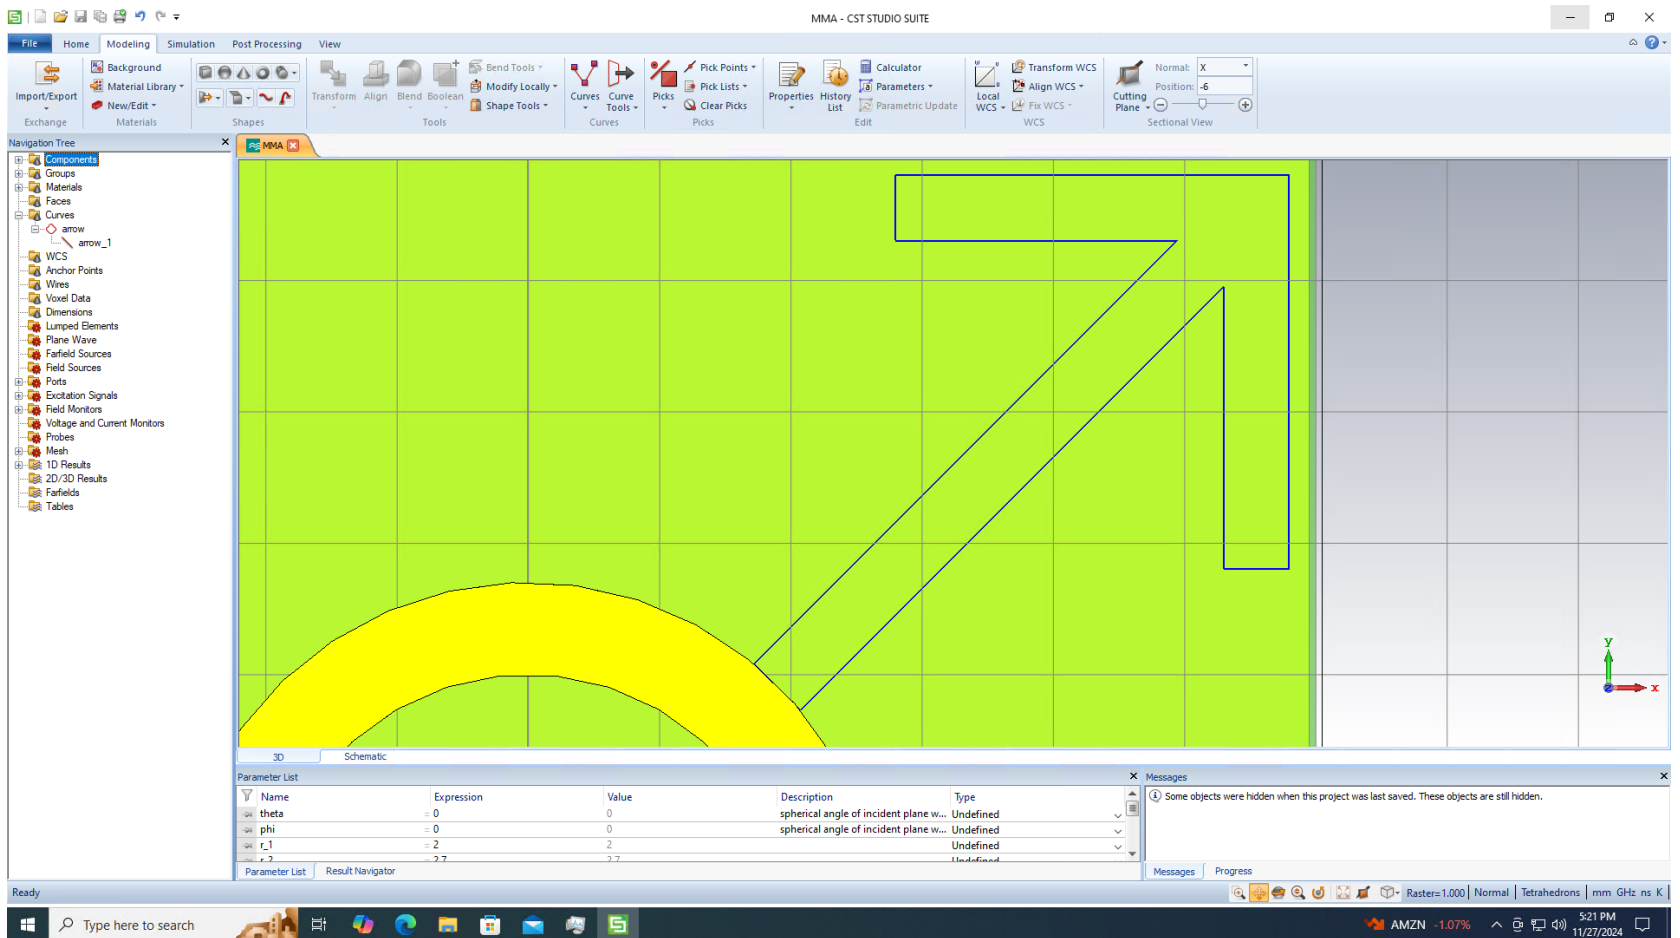 MMA - CST STUDIO SUITE
File Home Modeling Simulation Post Processing View
Import/Export
Exchange
Background
Material Library
New/Edit
Materials
Shapes
Transform Align Blend Boolean
Bend Tools
Modify Locally
Shape Tools
Tools
Curves Curve Tools
Curves
Picks
Pick Points
Pick Lists
Clear Picks
Picks
Properties History List
Calculator
Parameters
Parametric Update
Edit
Local WCS
Transform WCS
Align WCS
Fix WCS
WCS
Cutting Plane
Normal: X
Position: -6
Sectional View
Navigation Tree
MMA
Components
Groups
Materials
Faces
Curves
arrow
arrow_1
WCS
Anchor Points
Wires
Voxel Data
Dimensions
Lumped Elements
Plane Wave
Farfield Sources
Field Sources
Ports
Excitation Signals
Field Monitors
Voltage and Current Monitors
Probes
Mesh
1D Results
2D/3D Results
Farfields
Tables
y
x
3D Schematic
Parameter List
Name Expression Value Description Type
theta = 0 0 spherical angle of incident plane w... Undefined
phi = 0 0 spherical angle of incident plane w... Undefined
r_1 = 2 2 Undefined
r_2 = 2.7 2.7 Undefined
Parameter List Result Navigator
Messages
Some objects were hidden when this project was last saved. These objects are still hidden.
Messages Progress
Ready
Raster=1.000 Normal Tetrahedrons mm GHz ns K
Type here to search
AMZN -1.07%
5:21 PM
11/27/2024